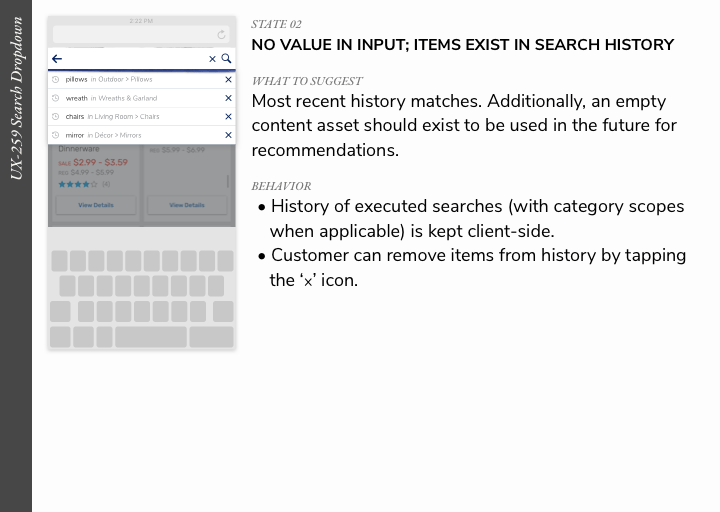 UX-259 Search Dropdown
2:22 PM
pillows in Outdoor > Pillows
wreath in Wreaths & Garland
chairs in Living Room > Chairs
mirror in Décor > Mirrors
Dinnerware
SALE $2.99 - $3.59
REG $4.99 - $5.99
(4)
View Details
REG $5.99 - $6.99
View Details
STATE 02
NO VALUE IN INPUT; ITEMS EXIST IN SEARCH HISTORY
WHAT TO SUGGEST
Most recent history matches. Additionally, an empty
content asset should exist to be used in the future for
recommendations.
BEHAVIOR
• History of executed searches (with category scopes
when applicable) is kept client-side.
• Customer can remove items from history by tapping
the ‘x’ icon.